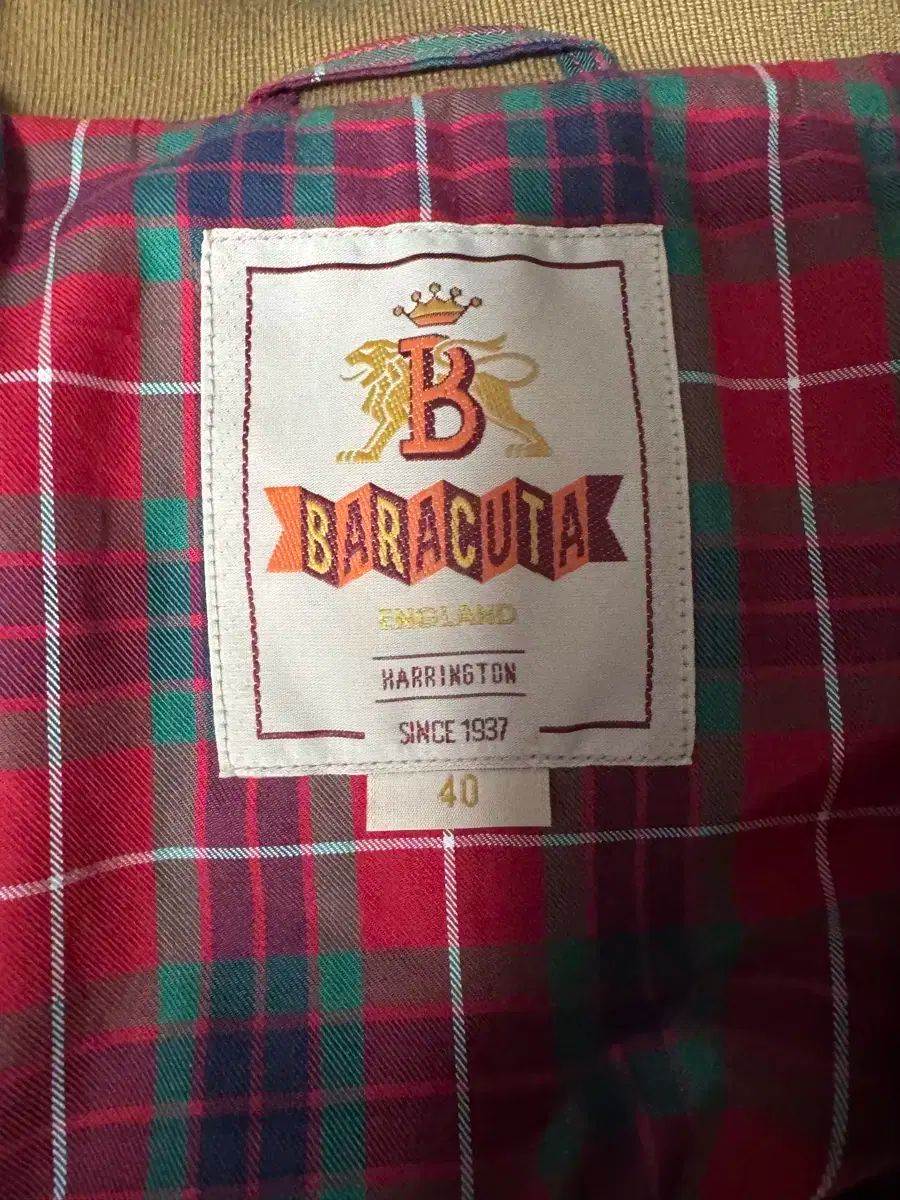 B
BARACUTA
ENGLAND
HARRINGTON
SINCE 1937
40